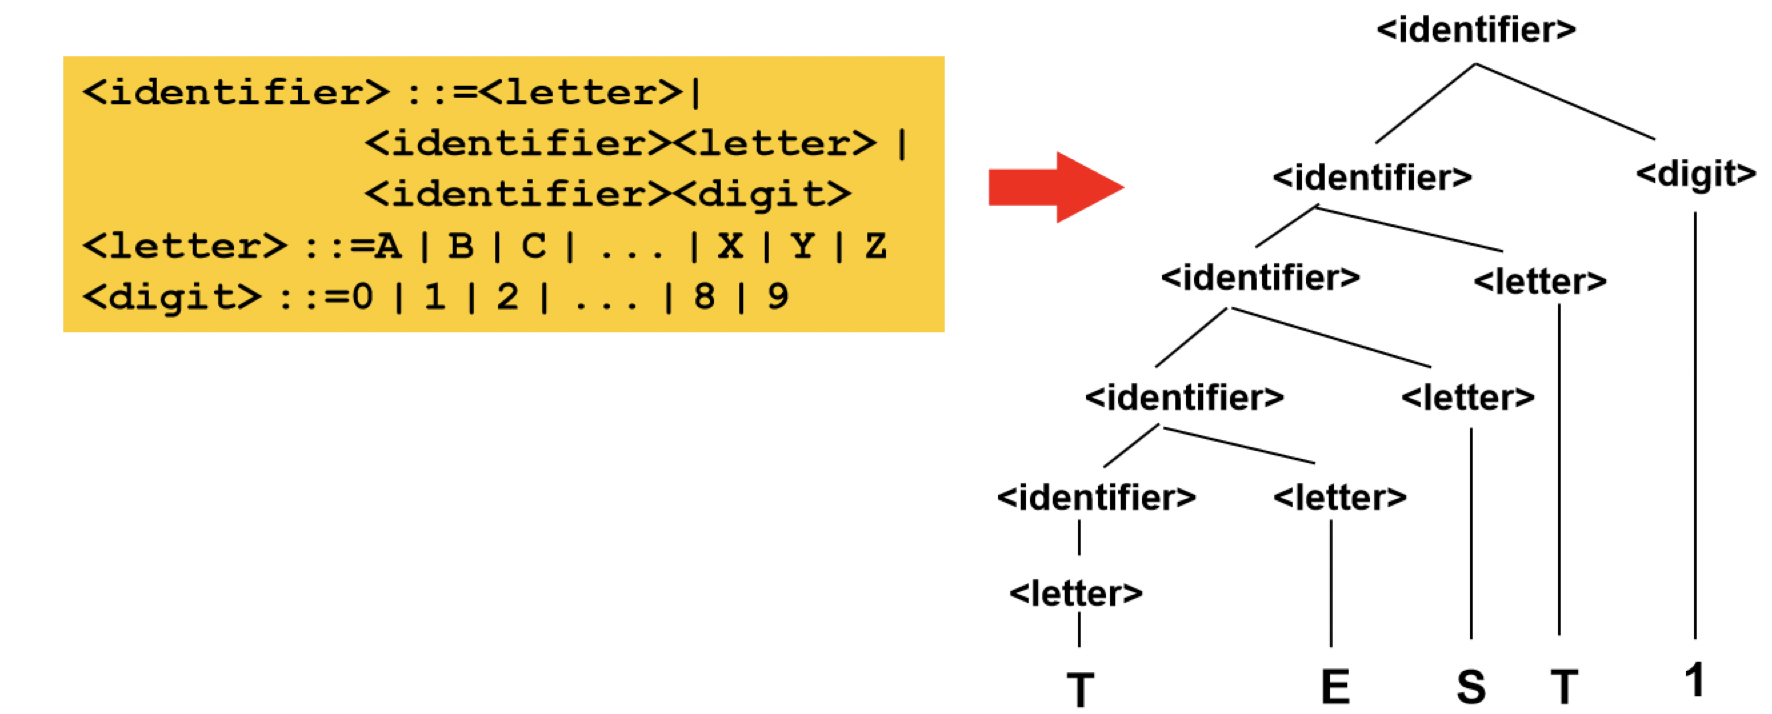 <identifier> ::=<letter>|
<identifier><letter> |
<identifier><digit>
<letter> ::=A | B | C | ... | X | Y | Z
<digit> ::=0 | 1 | 2 | ... | 8 | 9
<identifier>
<identifier> <digit>
<identifier> <letter>
<identifier> <letter>
<identifier> <letter>
<letter>
T E S T 1